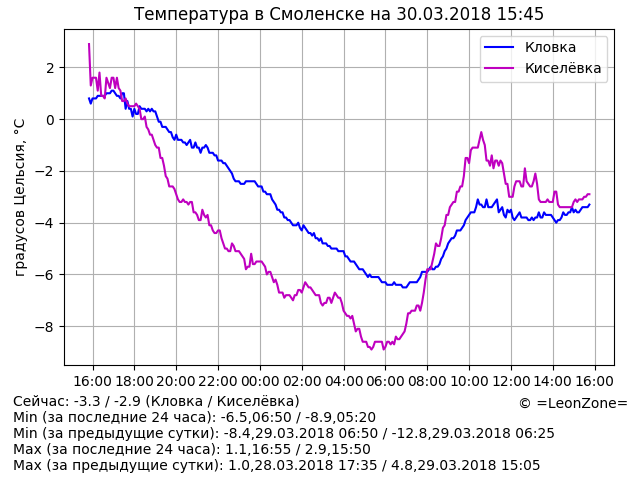 Температура в Смоленске на 30.03.2018 15:45
Кловка
Киселёвка
градусов Цельсия, °C
2
0
−2
−4
−6
−8
16:00 18:00 20:00 22:00 00:00 02:00 04:00 06:00 08:00 10:00 12:00 14:00 16:00
Сейчас: -3.3 / -2.9 (Кловка / Киселёвка)
© =LeonZone=
Min (за последние 24 часа): -6.5,06:50 / -8.9,05:20
Min (за предыдущие сутки): -8.4,29.03.2018 06:50 / -12.8,29.03.2018 06:25
Max (за последние 24 часа): 1.1,16:55 / 2.9,15:50
Max (за предыдущие сутки): 1.0,28.03.2018 17:35 / 4.8,29.03.2018 15:05